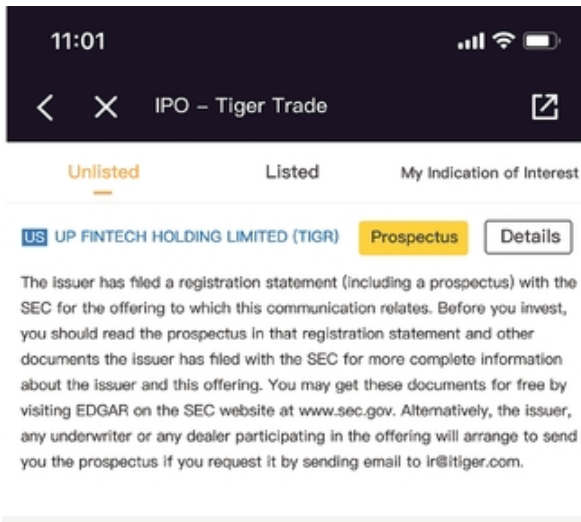 11:01
IPO – Tiger Trade
Unlisted Listed My Indication of Interest
US UP FINTECH HOLDING LIMITED (TIGR) Prospectus Details
The issuer has filed a registration statement (including a prospectus) with the
SEC for the offering to which this communication relates. Before you invest,
you should read the prospectus in that registration statement and other
documents the issuer has filed with the SEC for more complete information
about the issuer and this offering. You may get these documents for free by
visiting EDGAR on the SEC website at www.sec.gov. Alternatively, the issuer,
any underwriter or any dealer participating in the offering will arrange to send
you the prospectus if you request it by sending email to ir@itiger.com.